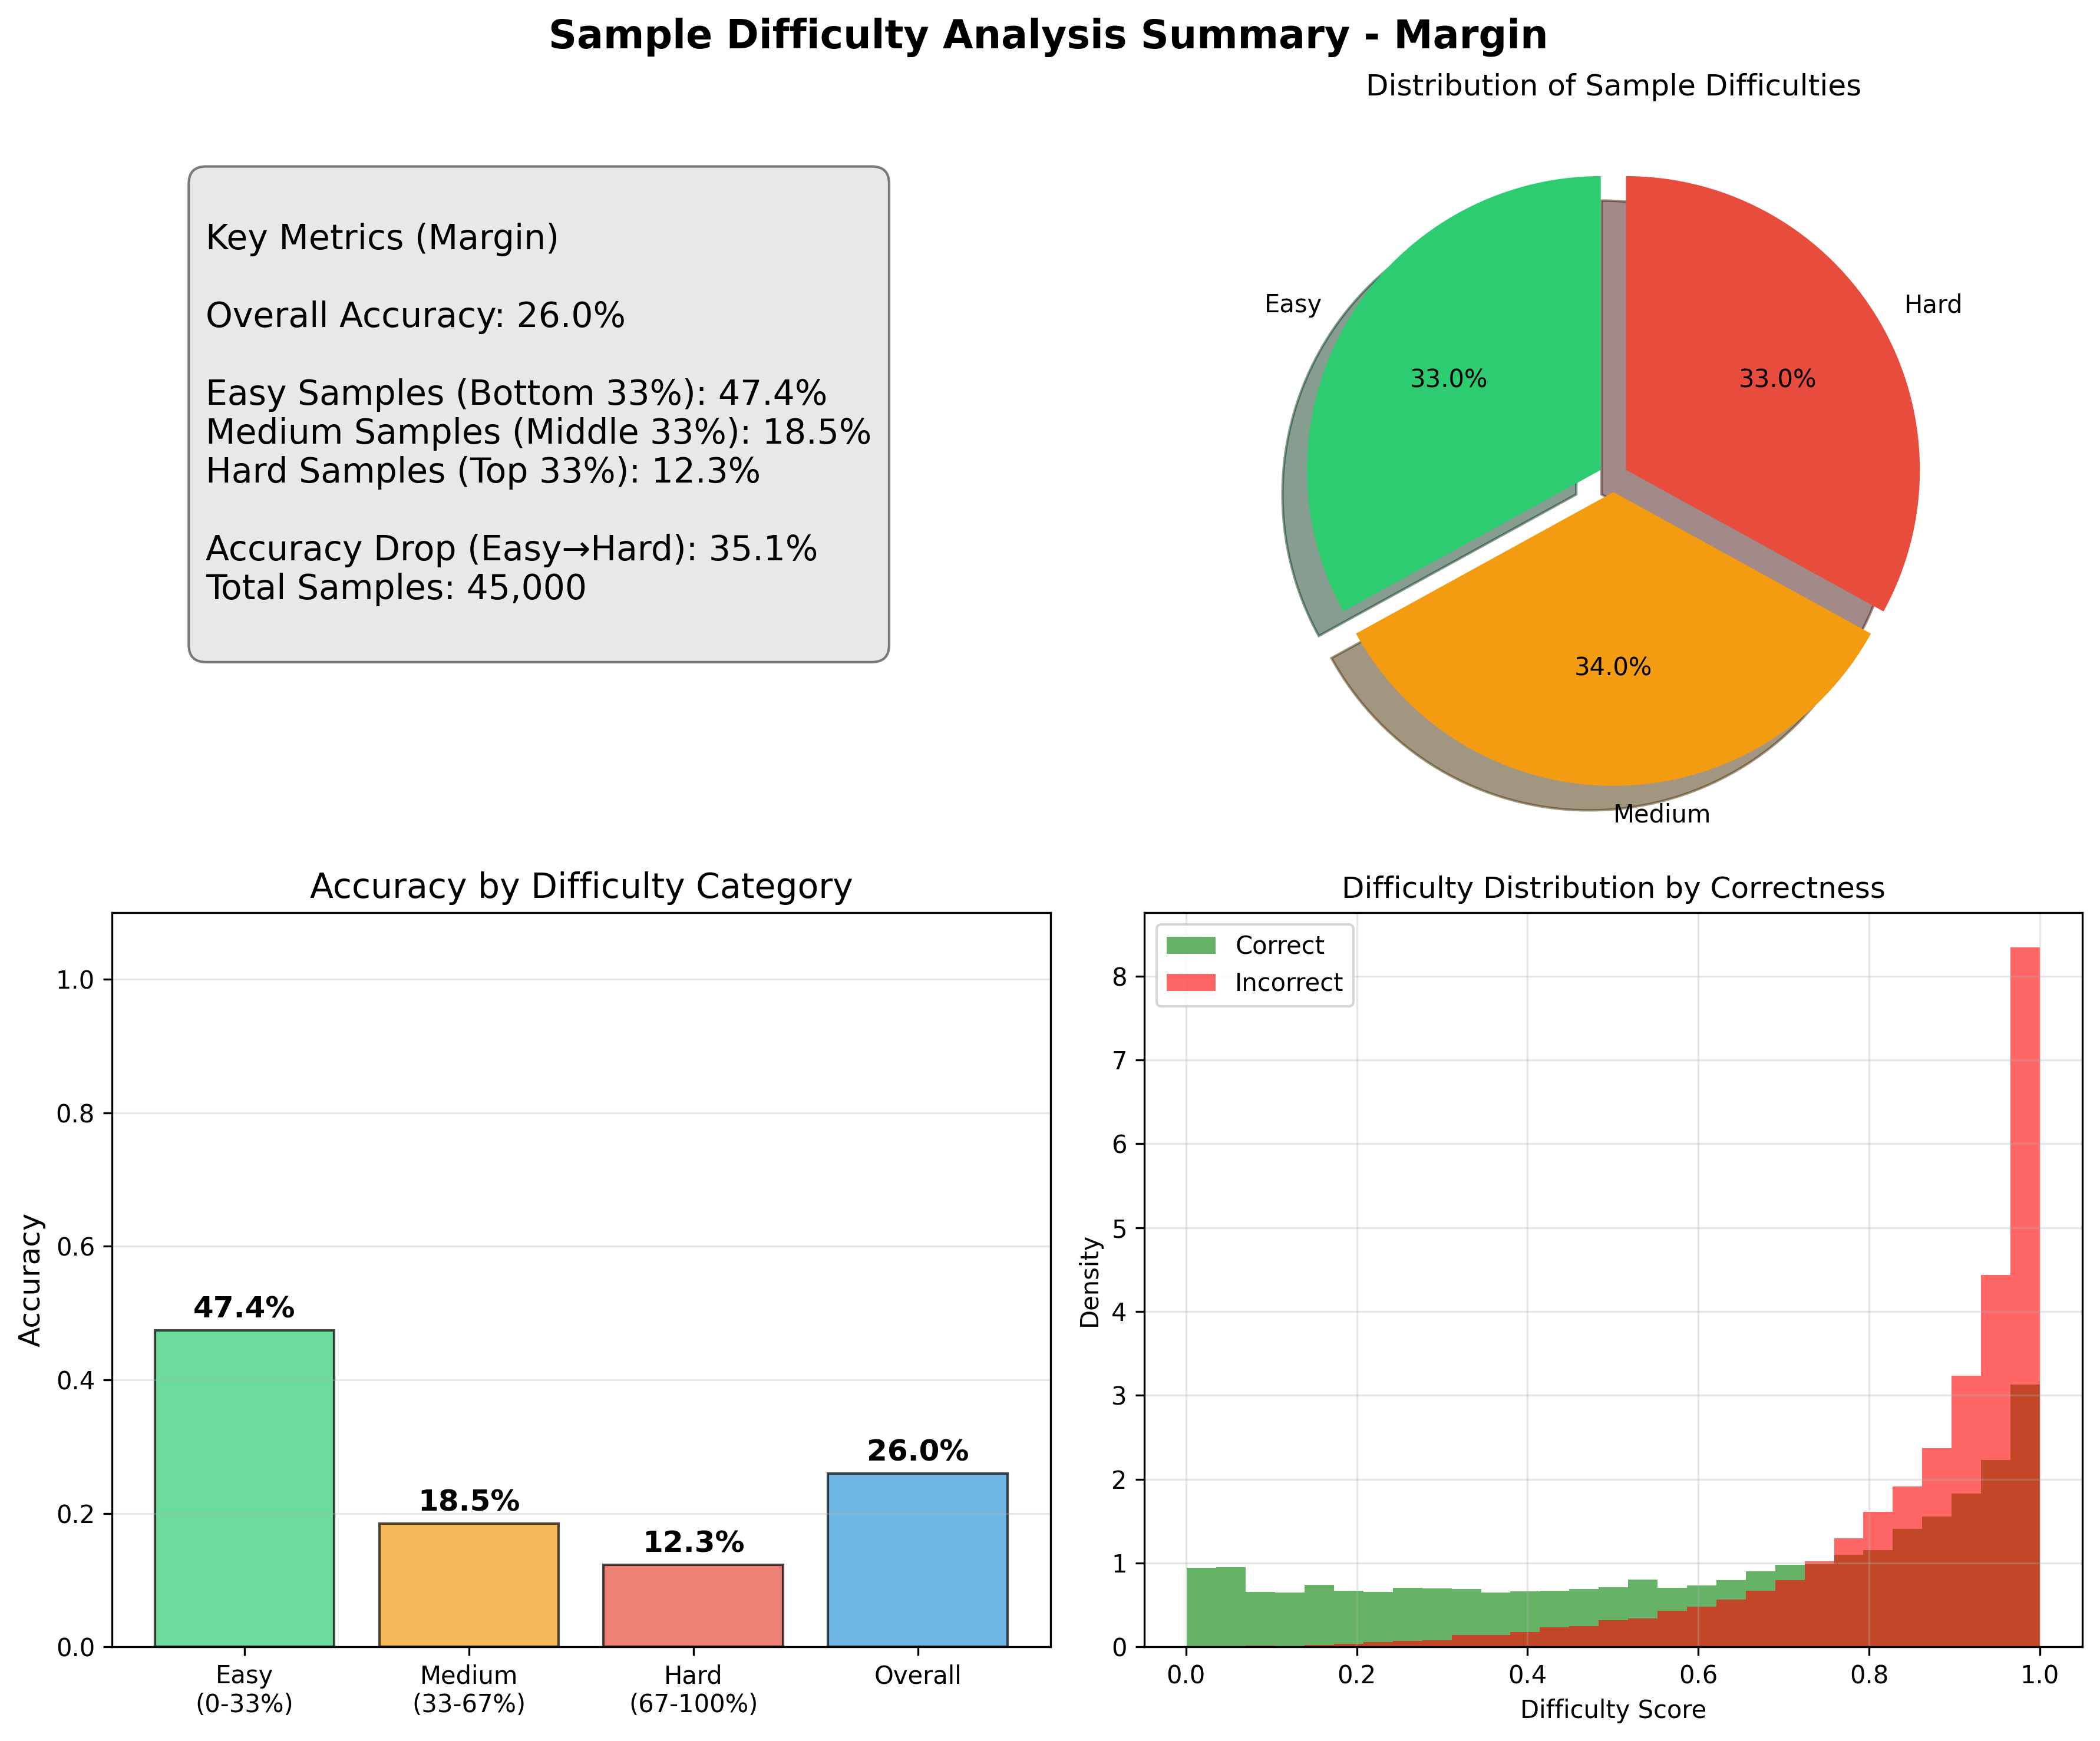 Sample Difficulty Analysis Summary - Margin
Key Metrics (Margin)
Overall Accuracy: 26.0%
Easy Samples (Bottom 33%): 47.4%
Medium Samples (Middle 33%): 18.5%
Hard Samples (Top 33%): 12.3%
Accuracy Drop (Easy→Hard): 35.1%
Total Samples: 45,000
Distribution of Sample Difficulties
Easy
Hard
33.0%
33.0%
34.0%
Medium
Accuracy by Difficulty Category
Accuracy
1.0
0.8
0.6
0.4
0.2
0.0
47.4%
18.5%
12.3%
26.0%
Easy
(0-33%)
Medium
(33-67%)
Hard
(67-100%)
Overall
Difficulty Distribution by Correctness
Correct
Incorrect
Density
8
7
6
5
4
3
2
1
0
0.0
0.2
0.4
0.6
0.8
1.0
Difficulty Score